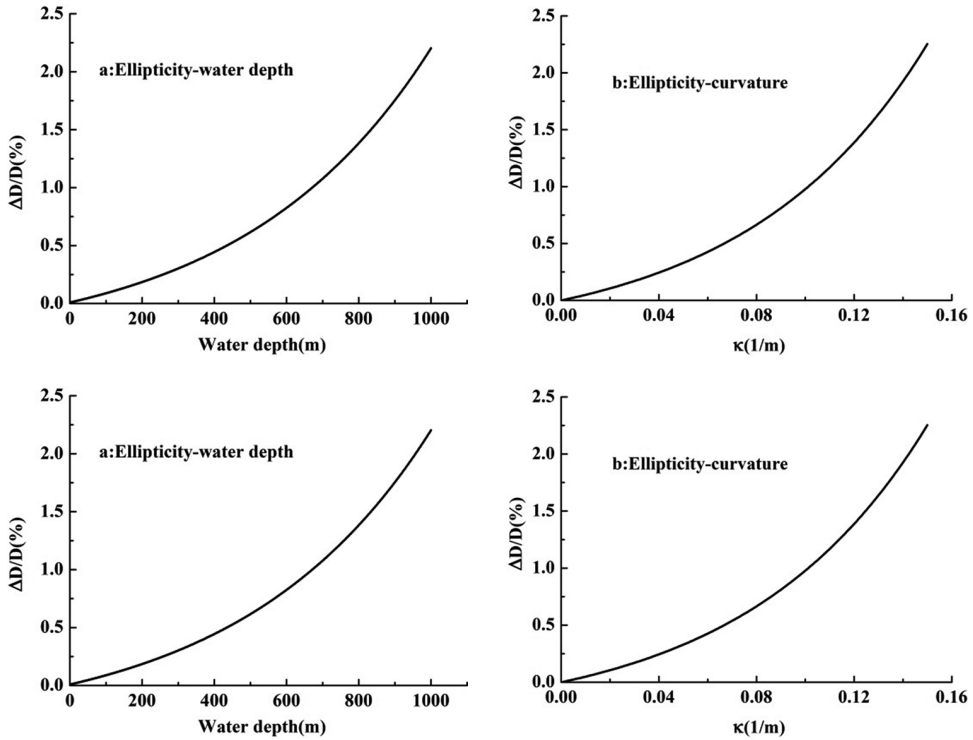 2.5
2.0
1.5
1.0
0.5
0.0
ΔD/D(%)
a:Ellipticity-water depth
0 200 400 600 800 1000
Water depth(m)
2.5
2.0
1.5
1.0
0.5
0.0
ΔD/D(%)
b:Ellipticity-curvature
0.00 0.04 0.08 0.12 0.16
κ(1/m)
2.5
2.0
1.5
1.0
0.5
0.0
ΔD/D(%)
a:Ellipticity-water depth
0 200 400 600 800 1000
Water depth(m)
2.5
2.0
1.5
1.0
0.5
0.0
ΔD/D(%)
b:Ellipticity-curvature
0.00 0.04 0.08 0.12 0.16
κ(1/m)